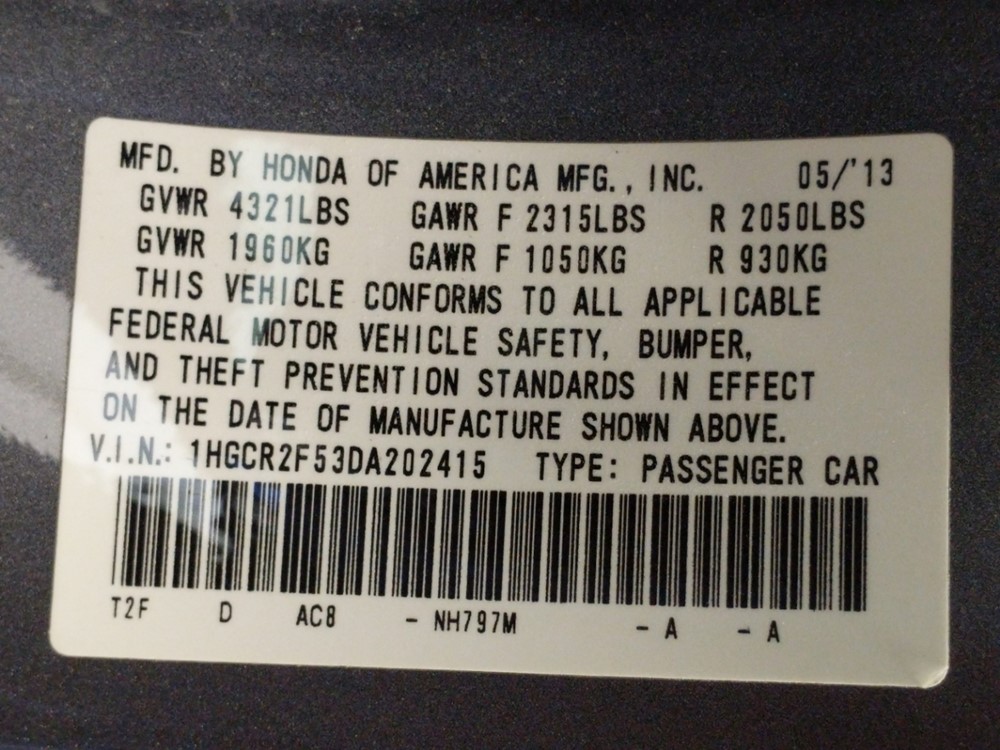 MFD. BY HONDA OF AMERICA MFG., INC. 05/'13
GVWR 4321LBS GAWR F 2315LBS R 2050LBS
GVWR 1960KG GAWR F 1050KG R 930KG
THIS VEHICLE CONFORMS TO ALL APPLICABLE
FEDERAL MOTOR VEHICLE SAFETY, BUMPER,
AND THEFT PREVENTION STANDARDS IN EFFECT
ON THE DATE OF MANUFACTURE SHOWN ABOVE.
V.I.N.: 1HGCR2F53DA202415 TYPE: PASSENGER CAR
T2F D AC8 - NH797M - A - A